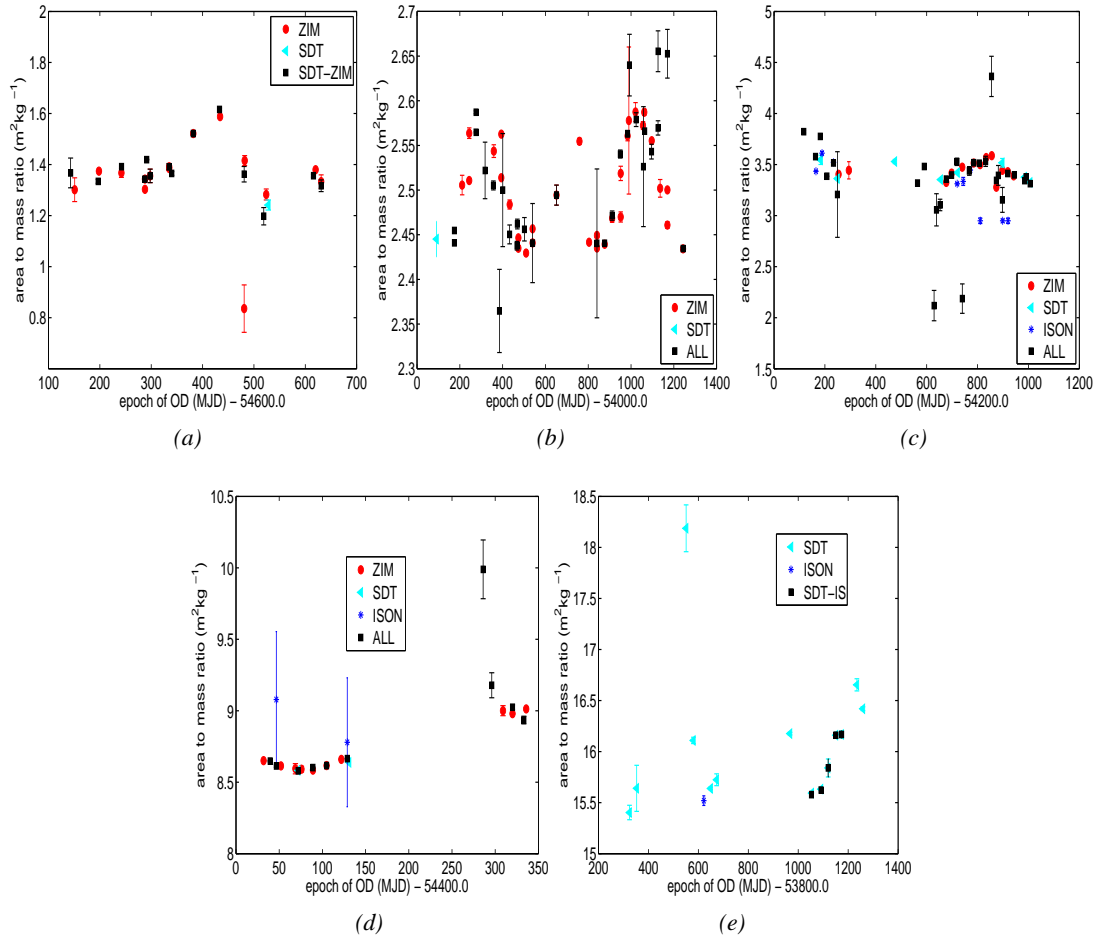 2
1.8
1.6
1.4
1.2
1
0.8
100 200 300 400 500 600 700
area to mass ratio (m²kg⁻¹)
epoch of OD (MJD) – 54600.0
ZIM
SDT
SDT–ZIM
(a)
2.7
2.65
2.6
2.55
2.5
2.45
2.4
2.35
2.3
0 200 400 600 800 1000 1200 1400
area to mass ratio (m²kg⁻¹)
epoch of OD (MJD) – 54000.0
ZIM
SDT
ALL
(b)
5
4.5
4
3.5
3
2.5
2
1.5
0 200 400 600 800 1000 1200
area to mass ratio (m²kg⁻¹)
epoch of OD (MJD) – 54200.0
ZIM
SDT
ISON
ALL
(c)
10.5
10
9.5
9
8.5
8
0 50 100 150 200 250 300 350
area to mass ratio (m²kg⁻¹)
epoch of OD (MJD) – 54400.0
ZIM
SDT
ISON
ALL
(d)
18.5
18
17.5
17
16.5
16
15.5
15
200 400 600 800 1000 1200 1400
area to mass ratio (m²kg⁻¹)
epoch of OD (MJD) – 53800.0
SDT
ISON
SDT–IS
(e)